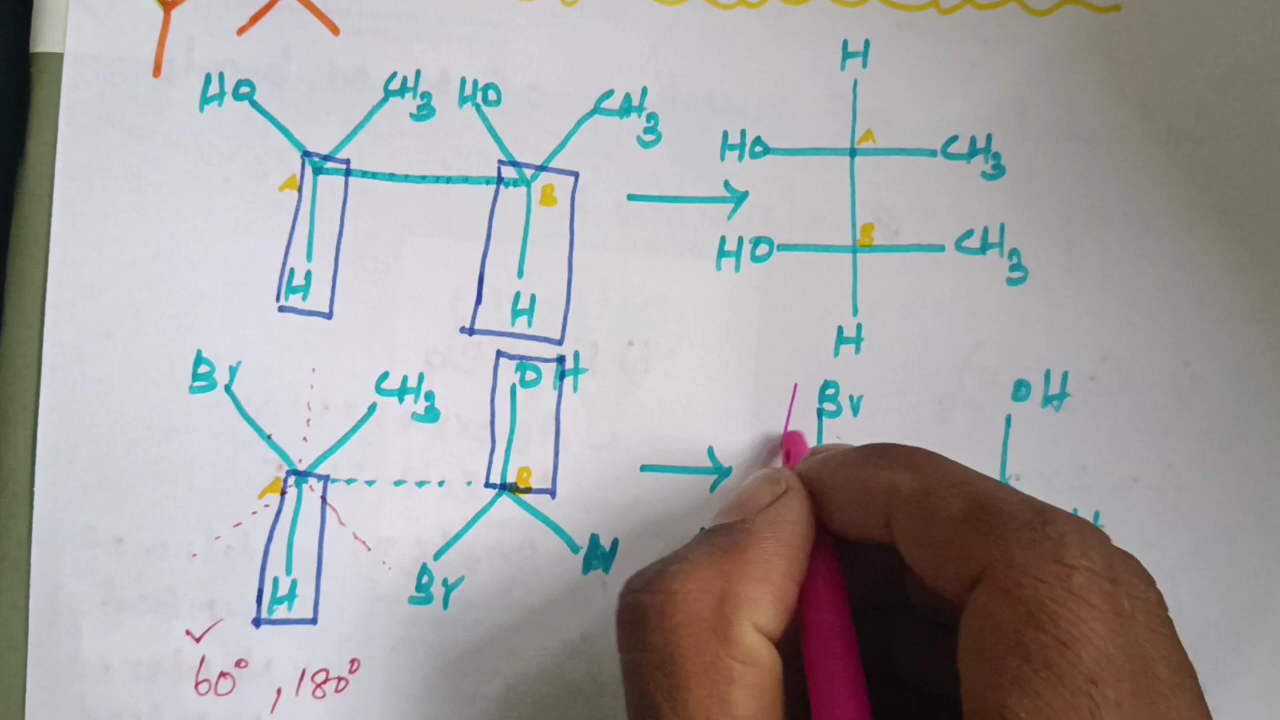 H
HO CH3 HO CH3
HO A CH3
A B
HO B CH3
H H
H
Br CH3 OH
Br OH
A B
H Br
60°, 180°